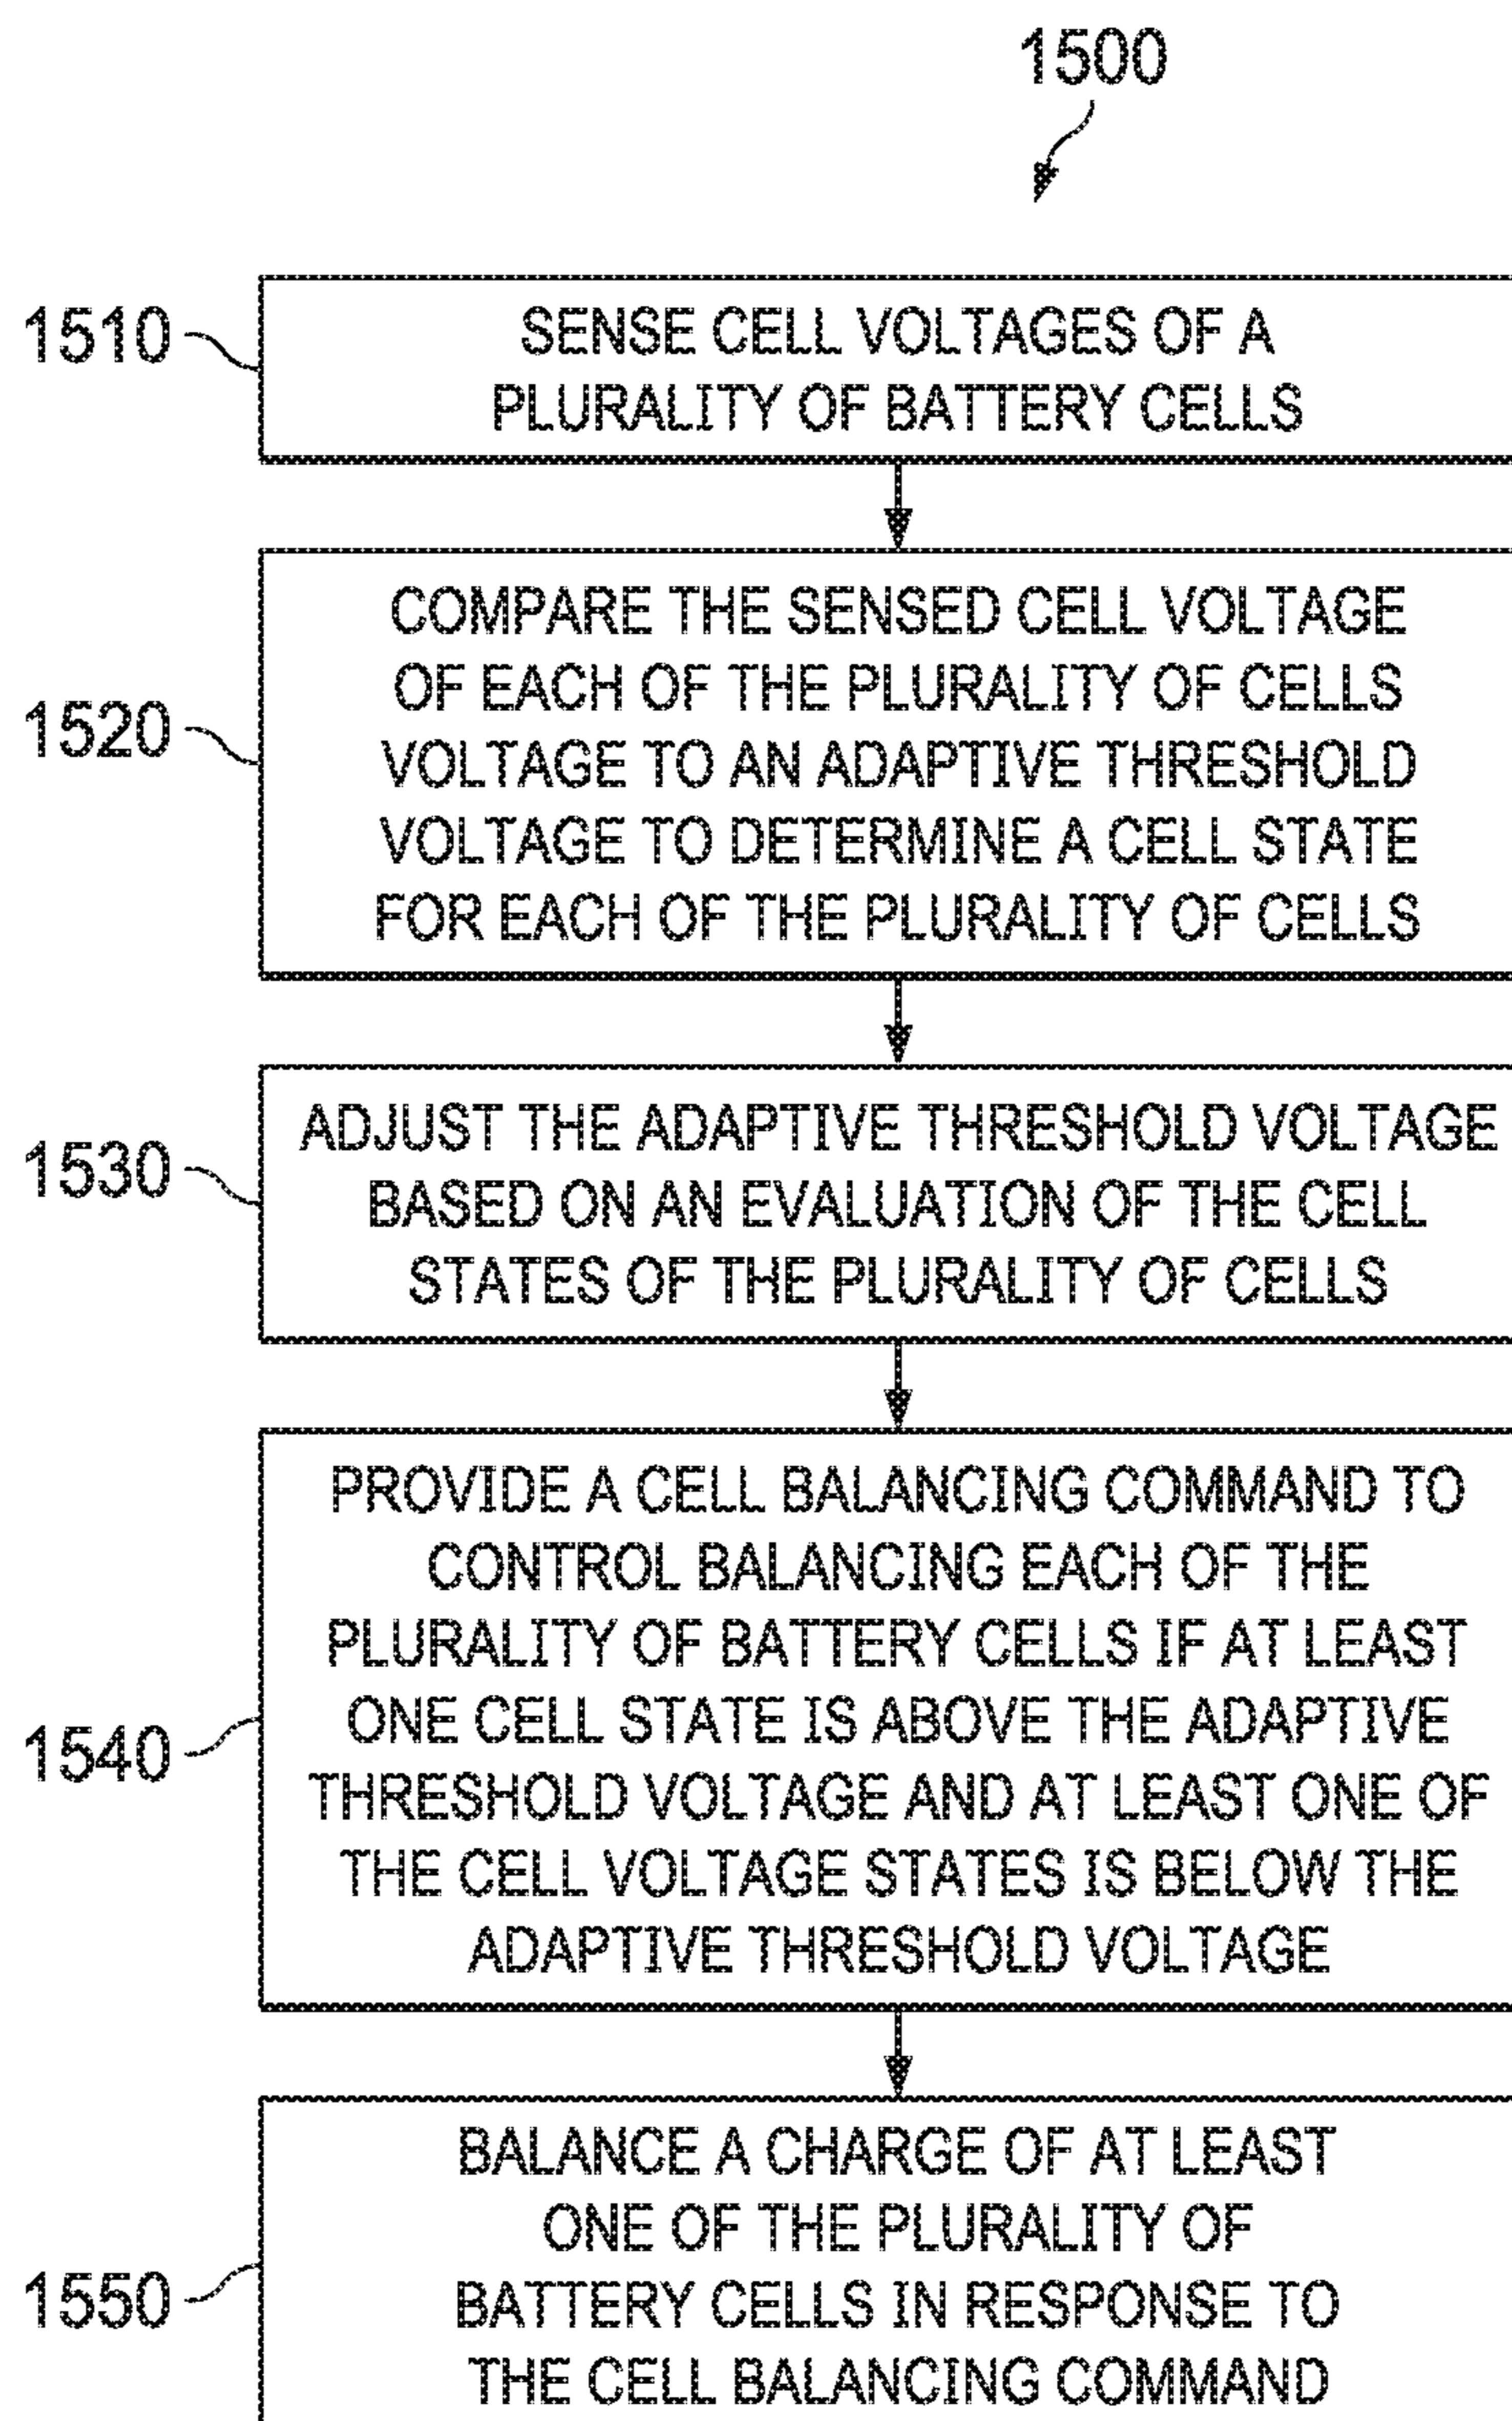 1500
1510
SENSE CELL VOLTAGES OF A
PLURALITY OF BATTERY CELLS
1520
COMPARE THE SENSED CELL VOLTAGE
OF EACH OF THE PLURALITY OF CELLS
VOLTAGE TO AN ADAPTIVE THRESHOLD
VOLTAGE TO DETERMINE A CELL STATE
FOR EACH OF THE PLURALITY OF CELLS
1530
ADJUST THE ADAPTIVE THRESHOLD VOLTAGE
BASED ON AN EVALUATION OF THE CELL
STATES OF THE PLURALITY OF CELLS
1540
PROVIDE A CELL BALANCING COMMAND TO
CONTROL BALANCING EACH OF THE
PLURALITY OF BATTERY CELLS IF AT LEAST
ONE CELL STATE IS ABOVE THE ADAPTIVE
THRESHOLD VOLTAGE AND AT LEAST ONE OF
THE CELL VOLTAGE STATES IS BELOW THE
ADAPTIVE THRESHOLD VOLTAGE
1550
BALANCE A CHARGE OF AT LEAST
ONE OF THE PLURALITY OF
BATTERY CELLS IN RESPONSE TO
THE CELL BALANCING COMMAND